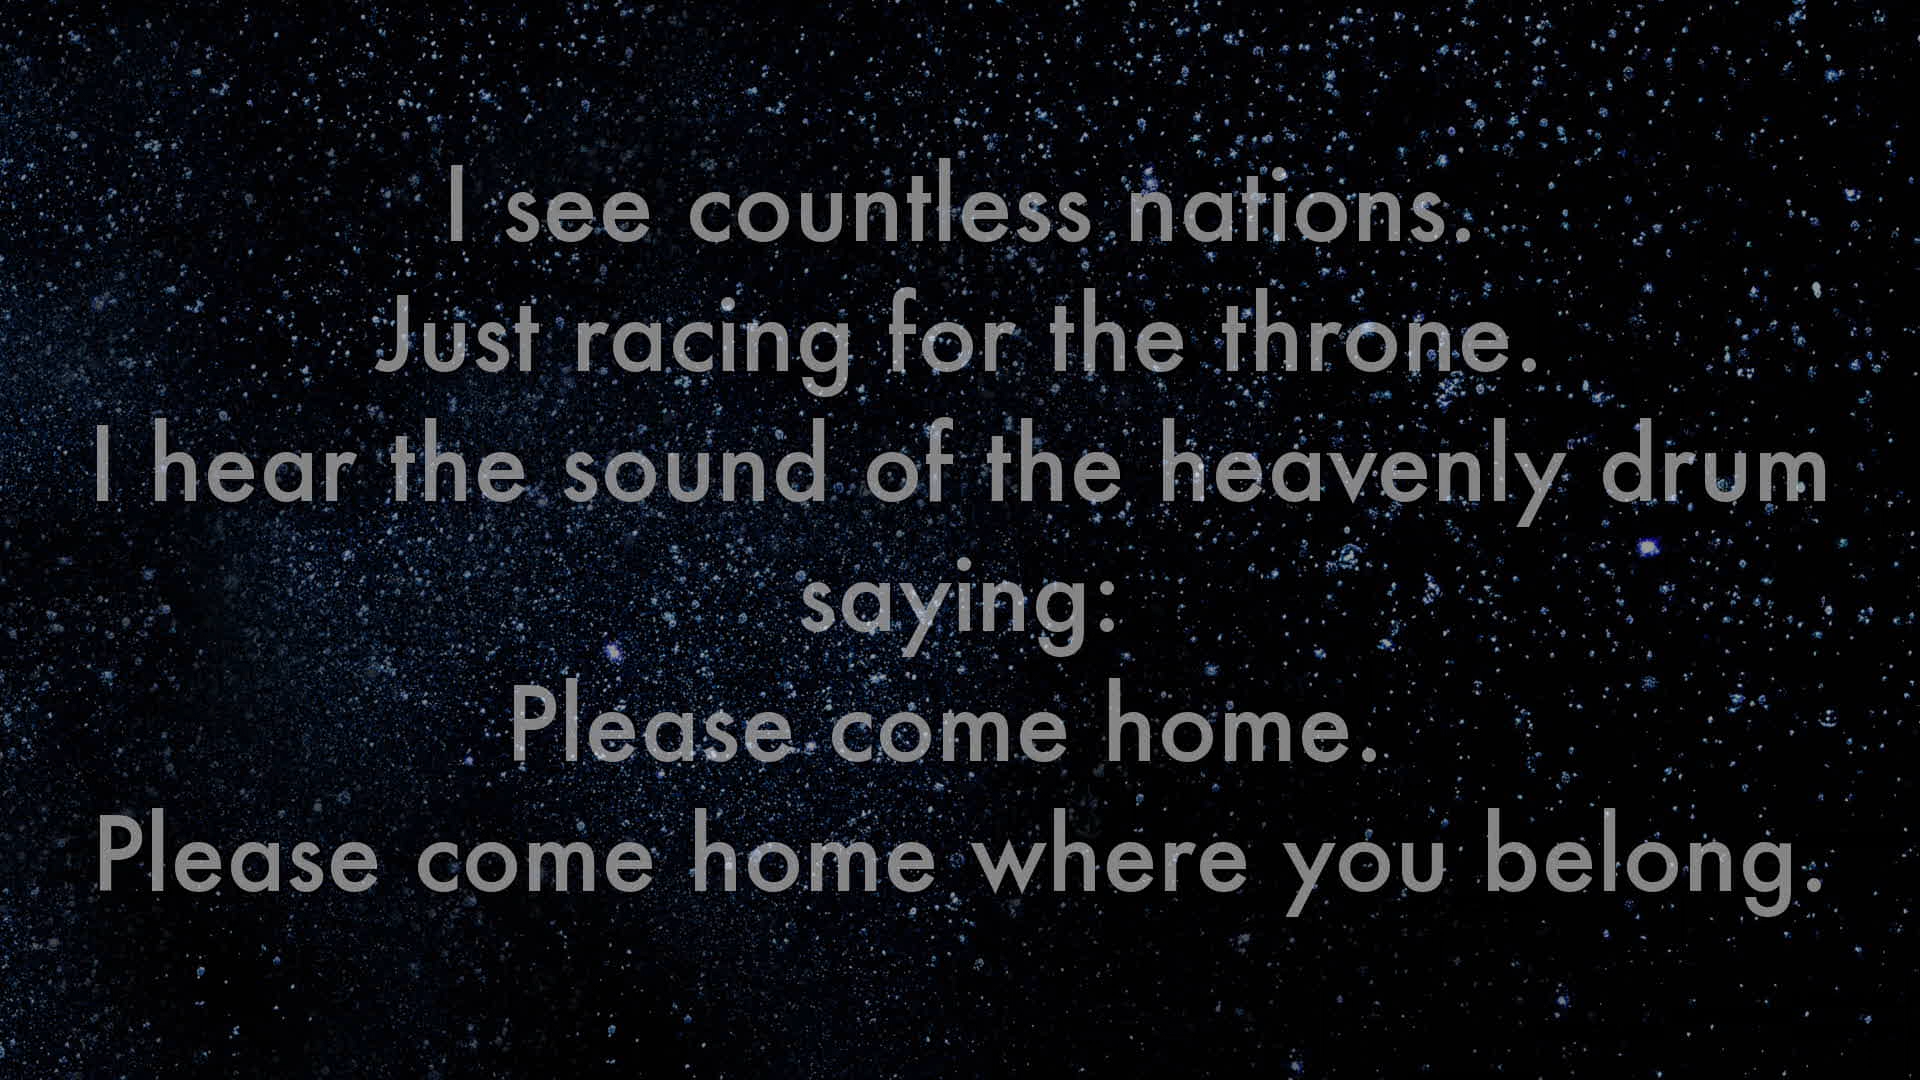 I see countless nations.
Just racing for the throne.
I hear the sound of the heavenly drum
saying:
Please come home.
Please come home where you belong.